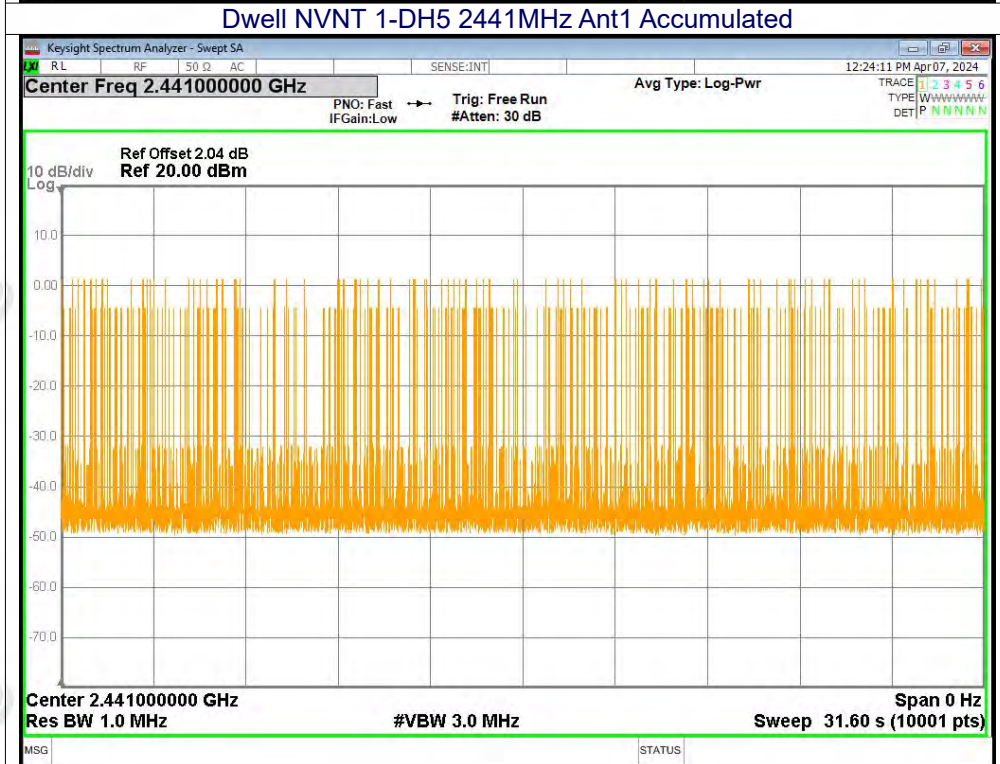 Dwell NVNT 1-DH5 2441MHz Ant1 Accumulated
Keysight Spectrum Analyzer - Swept SA
LXI RL RF 50 Ω AC SENSE:INT 12:24:11 PM Apr 07, 2024
Center Freq 2.441000000 GHz Avg Type: Log-Pwr TRACE 1 2 3 4 5 6
PNO: Fast Trig: Free Run TYPE WWWWWW
IFGain:Low #Atten: 30 dB DET P N N N N N
Ref Offset 2.04 dB
10 dB/div Ref 20.00 dBm
Log
10.0
0.00
-10.0
-20.0
-30.0
-40.0
-50.0
-60.0
-70.0
Center 2.441000000 GHz Span 0 Hz
Res BW 1.0 MHz #VBW 3.0 MHz Sweep 31.60 s (10001 pts)
MSG STATUS